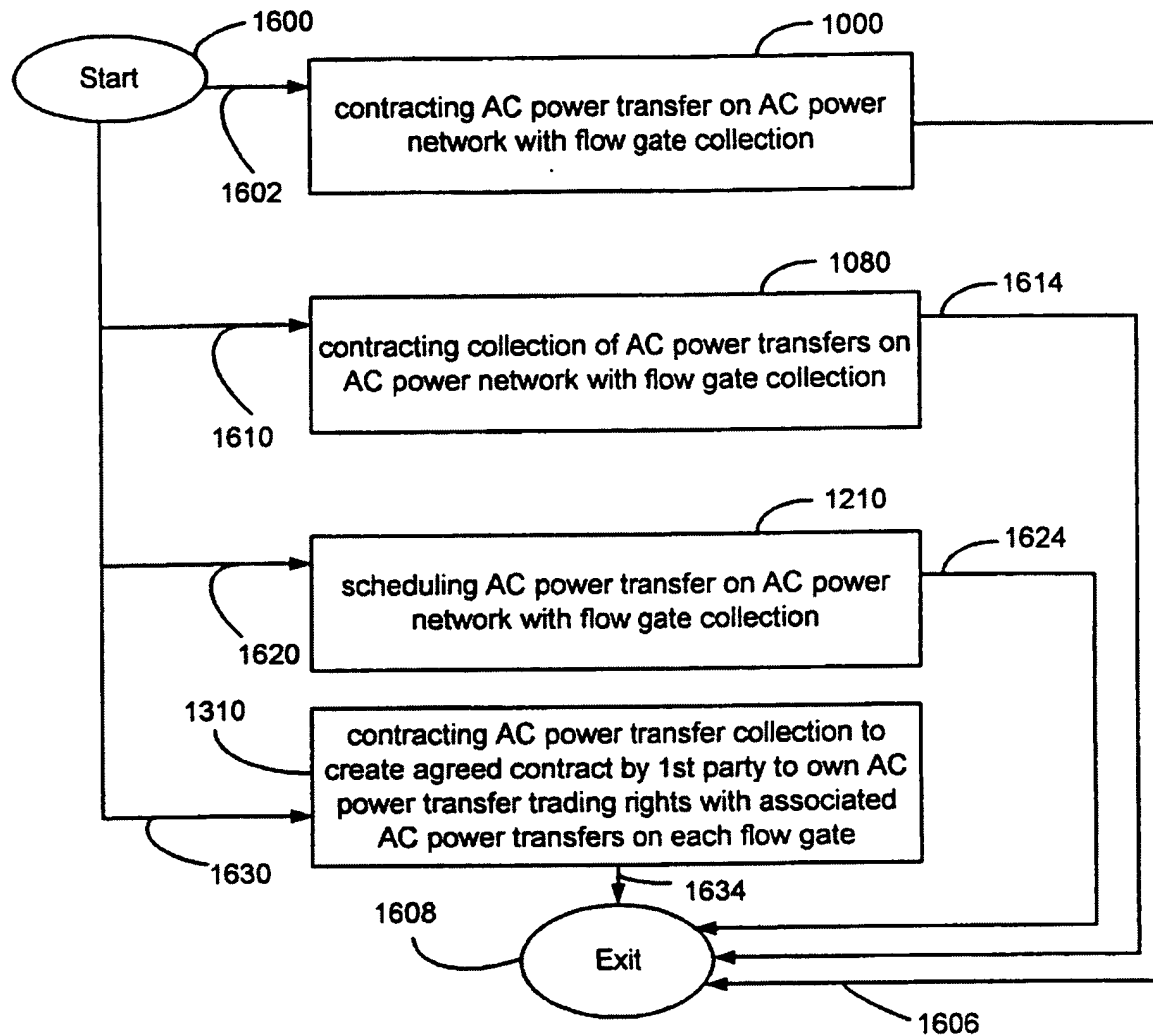 1600
Start
1000
contracting AC power transfer on AC power
network with flow gate collection
1602
1080
1614
contracting collection of AC power transfers on
AC power network with flow gate collection
1610
1210
1624
scheduling AC power transfer on AC power
network with flow gate collection
1620
1310
contracting AC power transfer collection to
create agreed contract by 1st party to own AC
power transfer trading rights with associated
AC power transfers on each flow gate
1630
1634
1608
Exit
1606